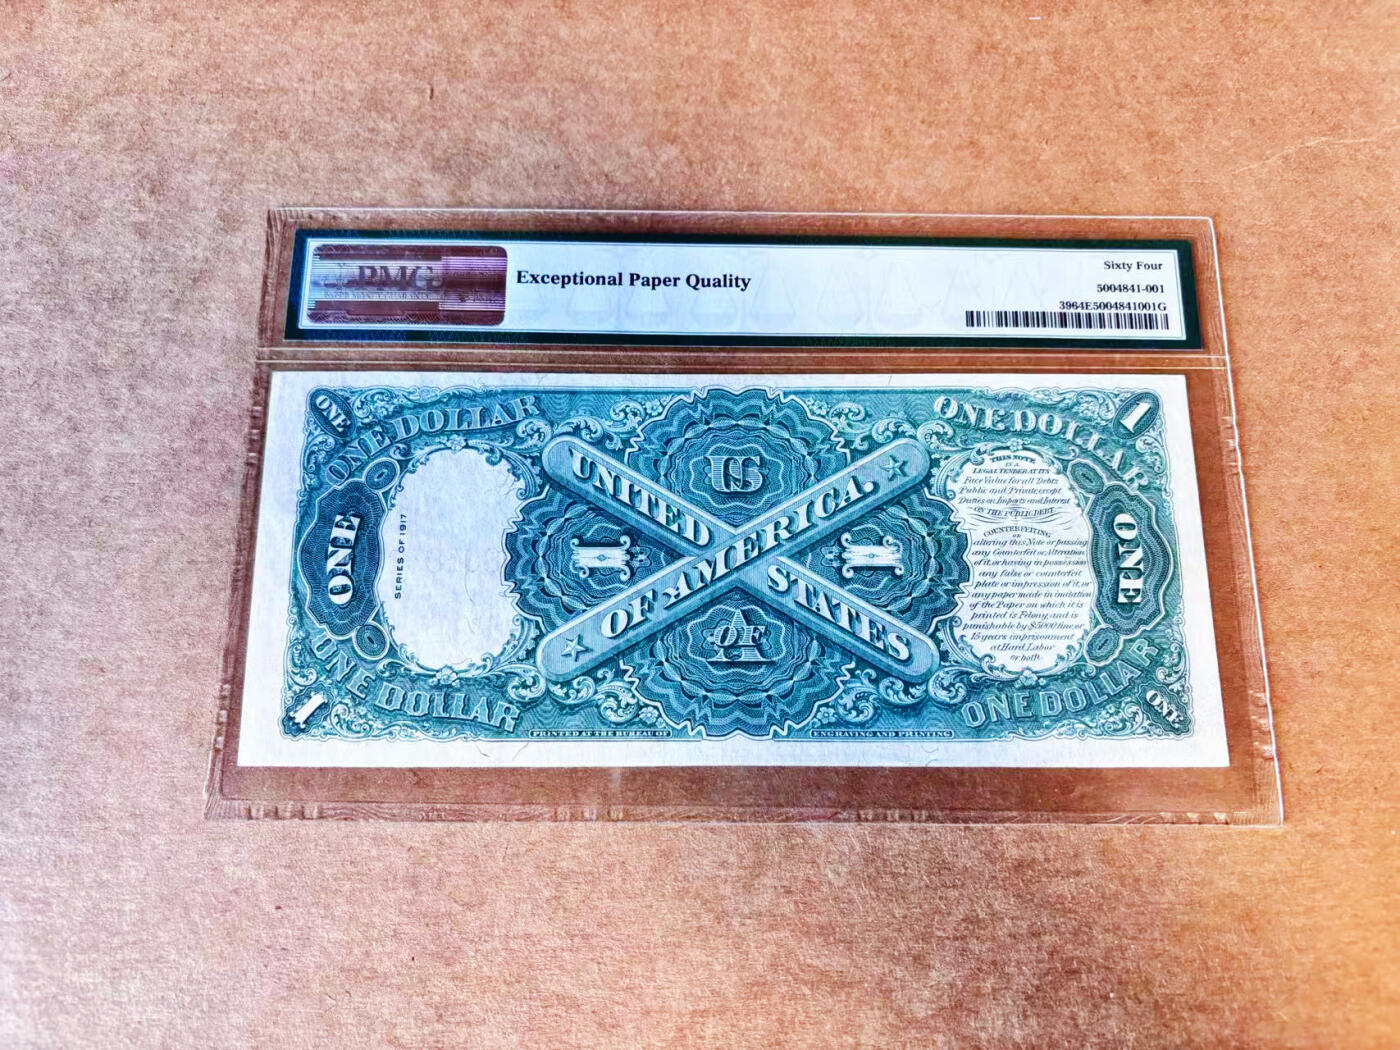 PMG
Exceptional Paper Quality
Sixty Four
5004841-001
3964E5004841001G
ONE
ONE DOLLAR
ONE DOLLAR
1
US
UNITED
STATES
OF AMERICA.
1
1
OF
A
ONE
SERIES OF 1917
THIS NOTE
IS A
LEGAL TENDER AT ITS
Face Value for all Debts
Public and Private, except
Duties on Imports and Interest
ON THE PUBLIC DEBT.
COUNTERFEITING,
OR
altering this Note or passing
any Counterfeit or Alteration
of it, or having in possession
any false or counterfeit
plate or impression of it, or
any paper made in imitation
of the Paper on which it is
printed is Felony, and is
punishable by $5000 fine, or
15 years imprisonment
at Hard Labor
or both.
ONE
1
ONE DOLLAR
ONE DOLLAR
ONE
PRINTED AT THE BUREAU OF
ENGRAVING AND PRINTING